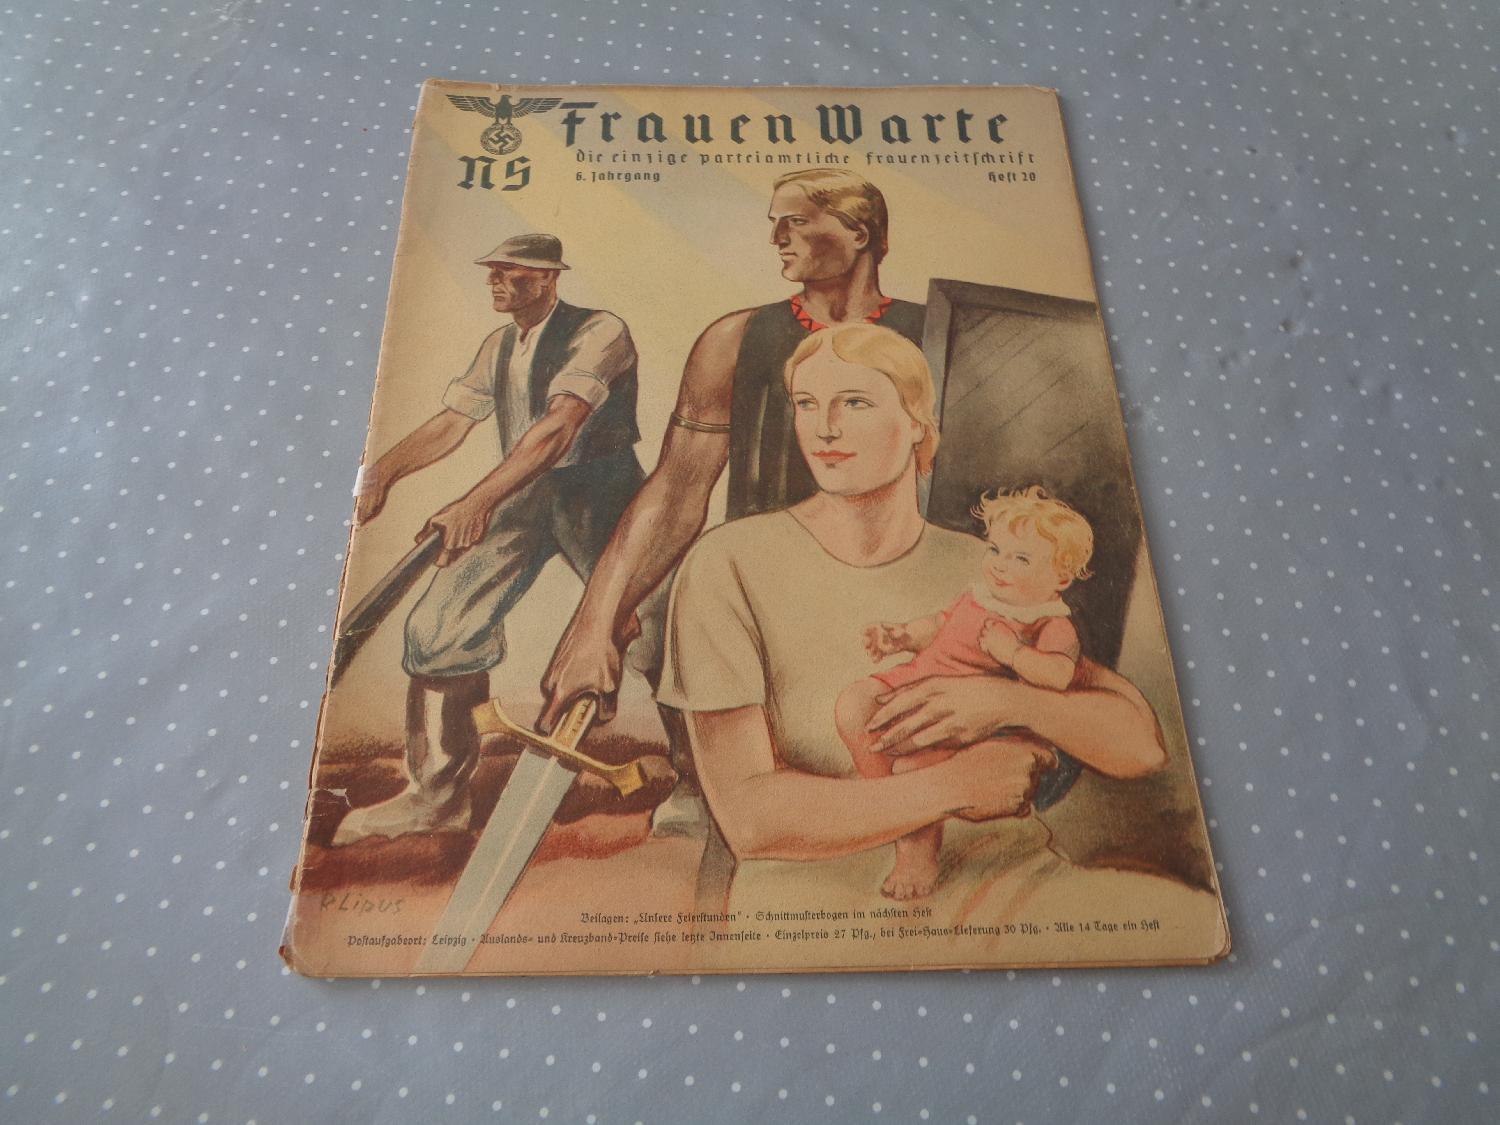 NS
Frauen Warte
die einzige parteiamtliche Frauenzeitschrift
6. Jahrgang
Heft 20
R Lipus
Beilagen: „Unsere Feierstunden“ · Schnittmusterbogen im nächsten Heft
Postaufgabeort: Leipzig · Auslands- und Kreuzband-Preise siehe letzte Innenseite · Einzelpreis 27 Pfg., bei Frei-Haus-Lieferung 30 Pfg. · Alle 14 Tage ein Heft